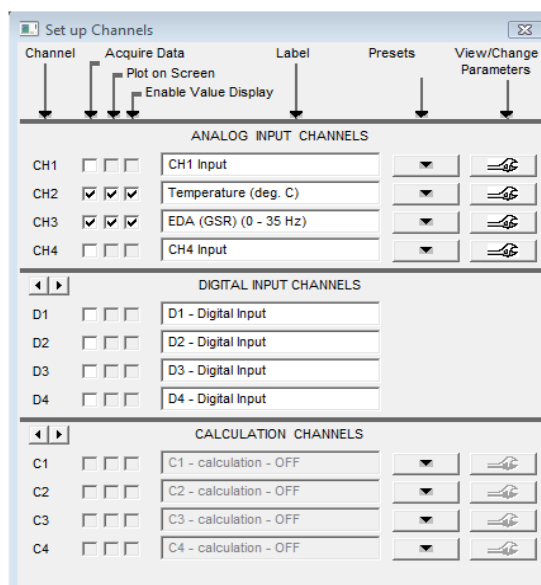 Set up Channels
Channel Acquire Data Label Presets View/Change
Plot on Screen Parameters
Enable Value Display
ANALOG INPUT CHANNELS
CH1 CH1 Input
CH2 Temperature (deg. C)
CH3 EDA (GSR) (0 - 35 Hz)
CH4 CH4 Input
DIGITAL INPUT CHANNELS
D1 D1 - Digital Input
D2 D2 - Digital Input
D3 D3 - Digital Input
D4 D4 - Digital Input
CALCULATION CHANNELS
C1 C1 - calculation - OFF
C2 C2 - calculation - OFF
C3 C3 - calculation - OFF
C4 C4 - calculation - OFF